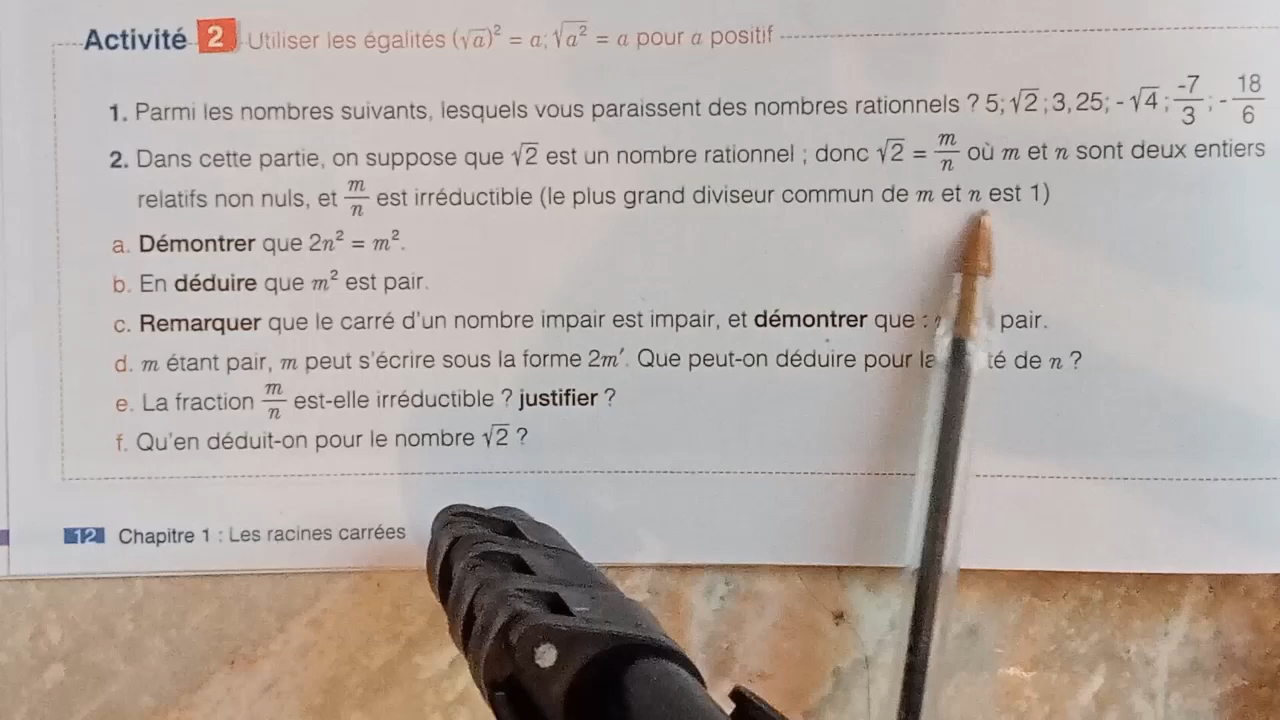 Activité 2 Utiliser les égalités (√a)² = a; √a² = a pour a positif
1. Parmi les nombres suivants, lesquels vous paraissent des nombres rationnels ? 5; √2 ; 3, 25; - √4 ; -7/3 ; - 18/6
2. Dans cette partie, on suppose que √2 est un nombre rationnel ; donc √2 = m/n où m et n sont deux entiers
relatifs non nuls, et m/n est irréductible (le plus grand diviseur commun de m et n est 1)
a. Démontrer que 2n² = m².
b. En déduire que m² est pair.
c. Remarquer que le carré d'un nombre impair est impair, et démontrer que : pair.
d. m étant pair, m peut s'écrire sous la forme 2m′. Que peut-on déduire pour de n ?
e. La fraction m/n est-elle irréductible ? justifier ?
f. Qu'en déduit-on pour le nombre √2 ?
12 Chapitre 1 : Les racines carrées